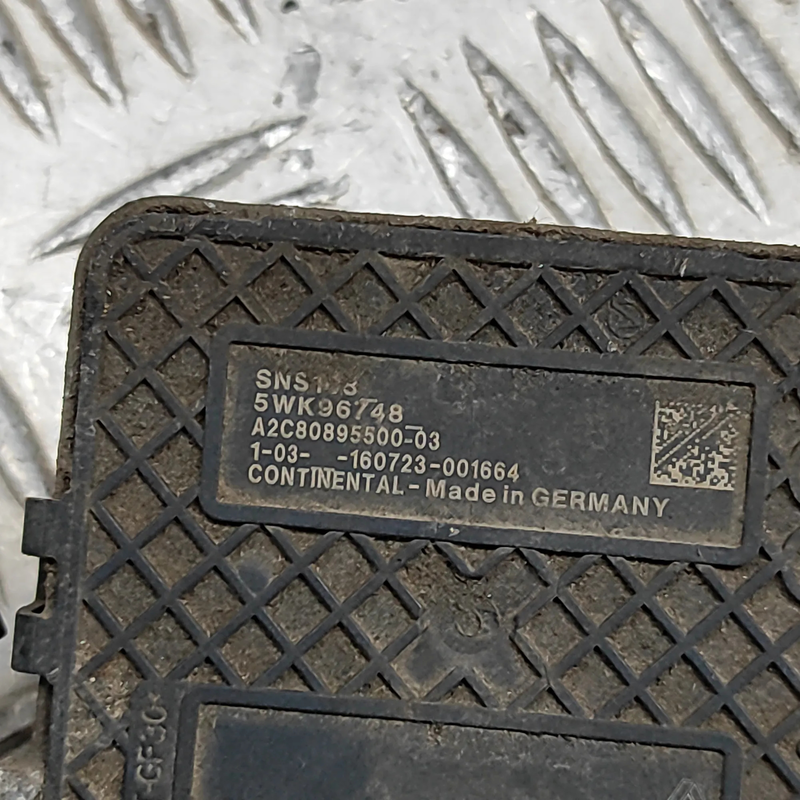 5WK96748
A2C80895500-03
1-03- -160723-001664
CONTINENTAL - Made in GERMANY